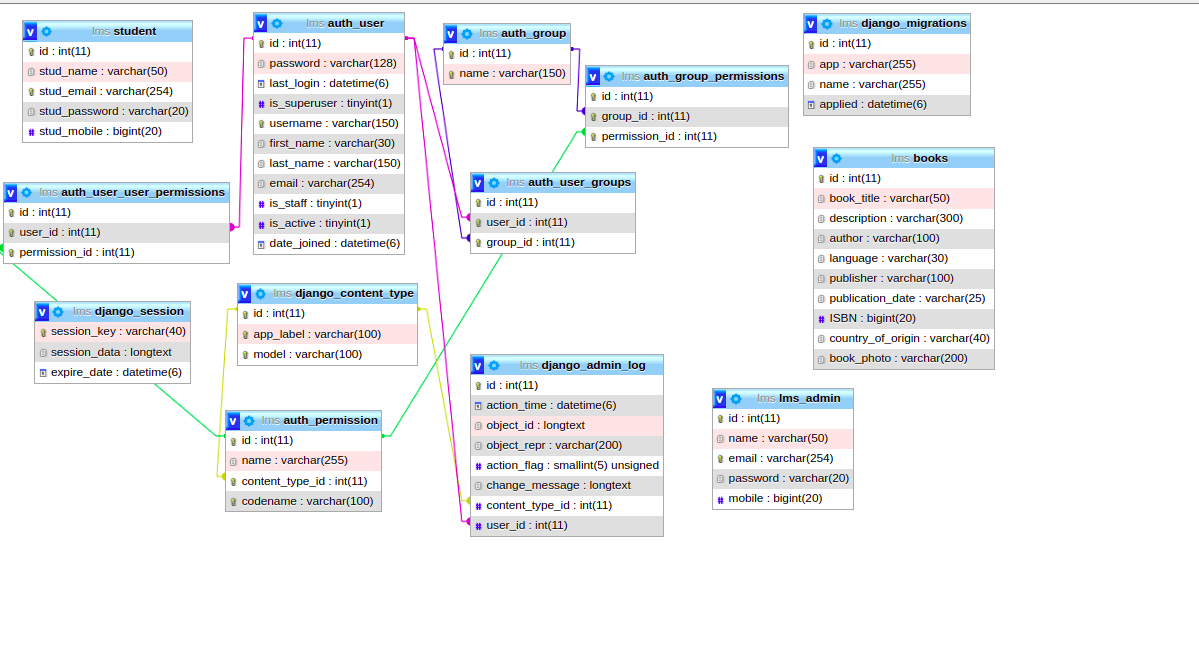 v lms student
id : int(11)
stud_name : varchar(50)
stud_email : varchar(254)
stud_password : varchar(20)
stud_mobile : bigint(20)
v lms auth_user
id : int(11)
password : varchar(128)
last_login : datetime(6)
# is_superuser : tinyint(1)
username : varchar(150)
first_name : varchar(30)
last_name : varchar(150)
email : varchar(254)
# is_staff : tinyint(1)
# is_active : tinyint(1)
date_joined : datetime(6)
v lms auth_group
id : int(11)
name : varchar(150)
v lms auth_group_permissions
id : int(11)
group_id : int(11)
permission_id : int(11)
v lms django_migrations
id : int(11)
app : varchar(255)
name : varchar(255)
applied : datetime(6)
v lms auth_user_user_permissions
id : int(11)
user_id : int(11)
permission_id : int(11)
v lms auth_user_groups
id : int(11)
user_id : int(11)
group_id : int(11)
v lms books
id : int(11)
book_title : varchar(50)
description : varchar(300)
author : varchar(100)
language : varchar(30)
publisher : varchar(100)
publication_date : varchar(25)
# ISBN : bigint(20)
country_of_origin : varchar(40)
book_photo : varchar(200)
v lms django_session
session_key : varchar(40)
session_data : longtext
expire_date : datetime(6)
v lms django_content_type
id : int(11)
app_label : varchar(100)
model : varchar(100)
v lms django_admin_log
id : int(11)
action_time : datetime(6)
object_id : longtext
object_repr : varchar(200)
# action_flag : smallint(5) unsigned
change_message : longtext
# content_type_id : int(11)
# user_id : int(11)
v lms auth_permission
id : int(11)
name : varchar(255)
content_type_id : int(11)
codename : varchar(100)
v lms lms_admin
id : int(11)
name : varchar(50)
email : varchar(254)
password : varchar(20)
# mobile : bigint(20)